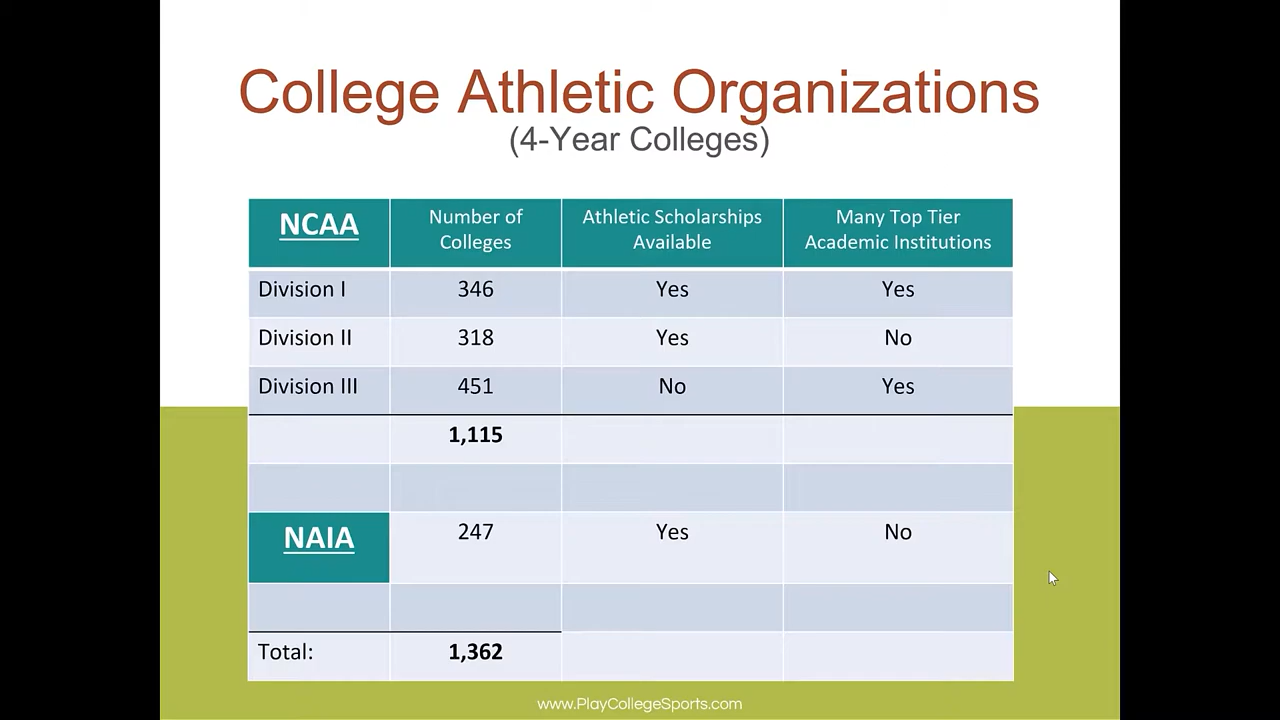 College Athletic Organizations
(4-Year Colleges)
NCAA Number of Colleges Athletic Scholarships Available Many Top Tier Academic Institutions
Division I 346 Yes Yes
Division II 318 Yes No
Division III 451 No Yes
1,115
NAIA 247 Yes No
Total: 1,362
www.PlayCollegeSports.com